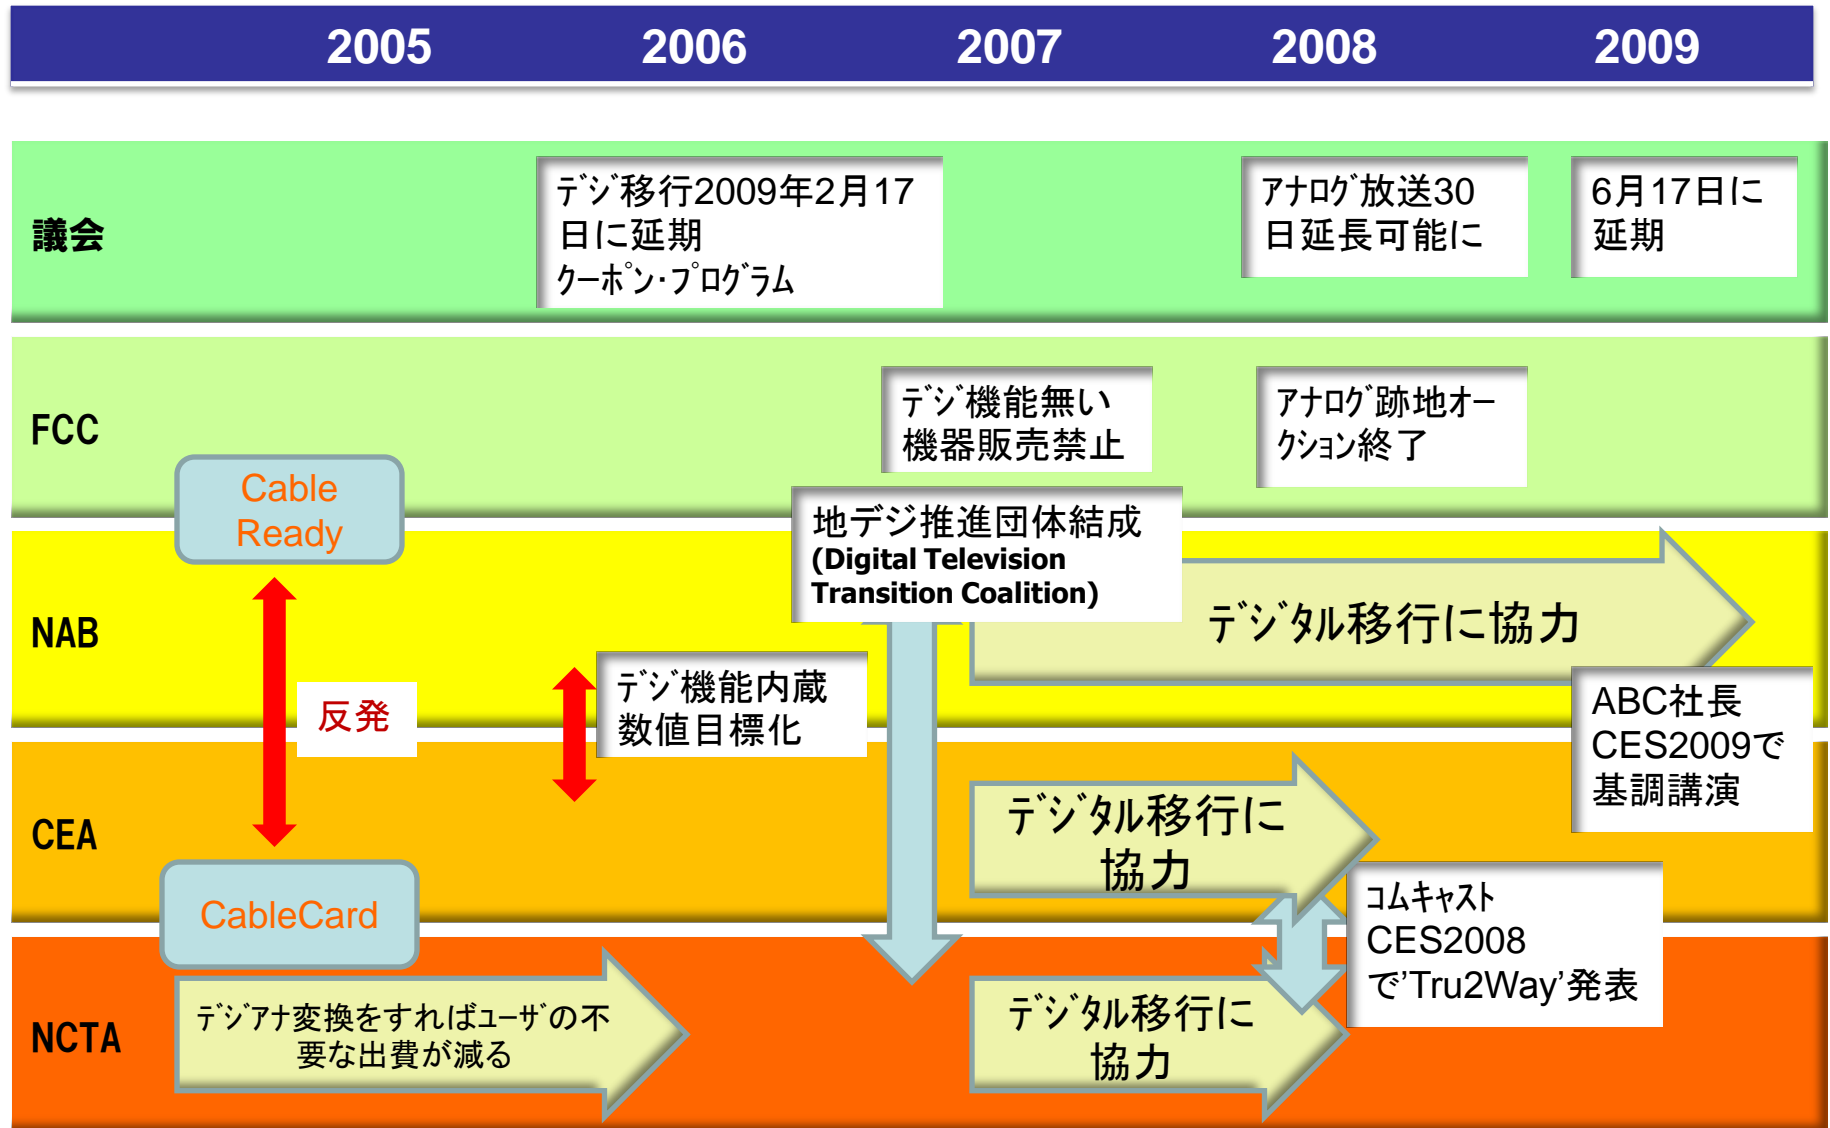 2005 2006 2007 2008 2009
議会
ﾃﾞｼﾞ移行2009年2月17
日に延期
ｸｰﾎﾟﾝ･ﾌﾟﾛｸﾞﾗﾑ
ｱﾅﾛｸﾞ放送30
日延長可能に
6月17日に
延期
FCC
ﾃﾞｼﾞ機能無い
機器販売禁止
ｱﾅﾛｸﾞ跡地ｵｰ
ｸｼｮﾝ終了
Cable
Ready
地デジ推進団体結成
(Digital Television
Transition Coalition)
NAB
ﾃﾞｼﾞﾀﾙ移行に協力
反発
ﾃﾞｼﾞ機能内蔵
数値目標化
ABC社長
CES2009で
基調講演
CEA
ﾃﾞｼﾞﾀﾙ移行に
協力
CableCard
ｺﾑｷｬｽﾄ
CES2008
で’Tru2Way’発表
NCTA
ﾃﾞｼﾞｱﾅ変換をすればﾕｰｻﾞの不
要な出費が減る
ﾃﾞｼﾞﾀﾙ移行に
協力